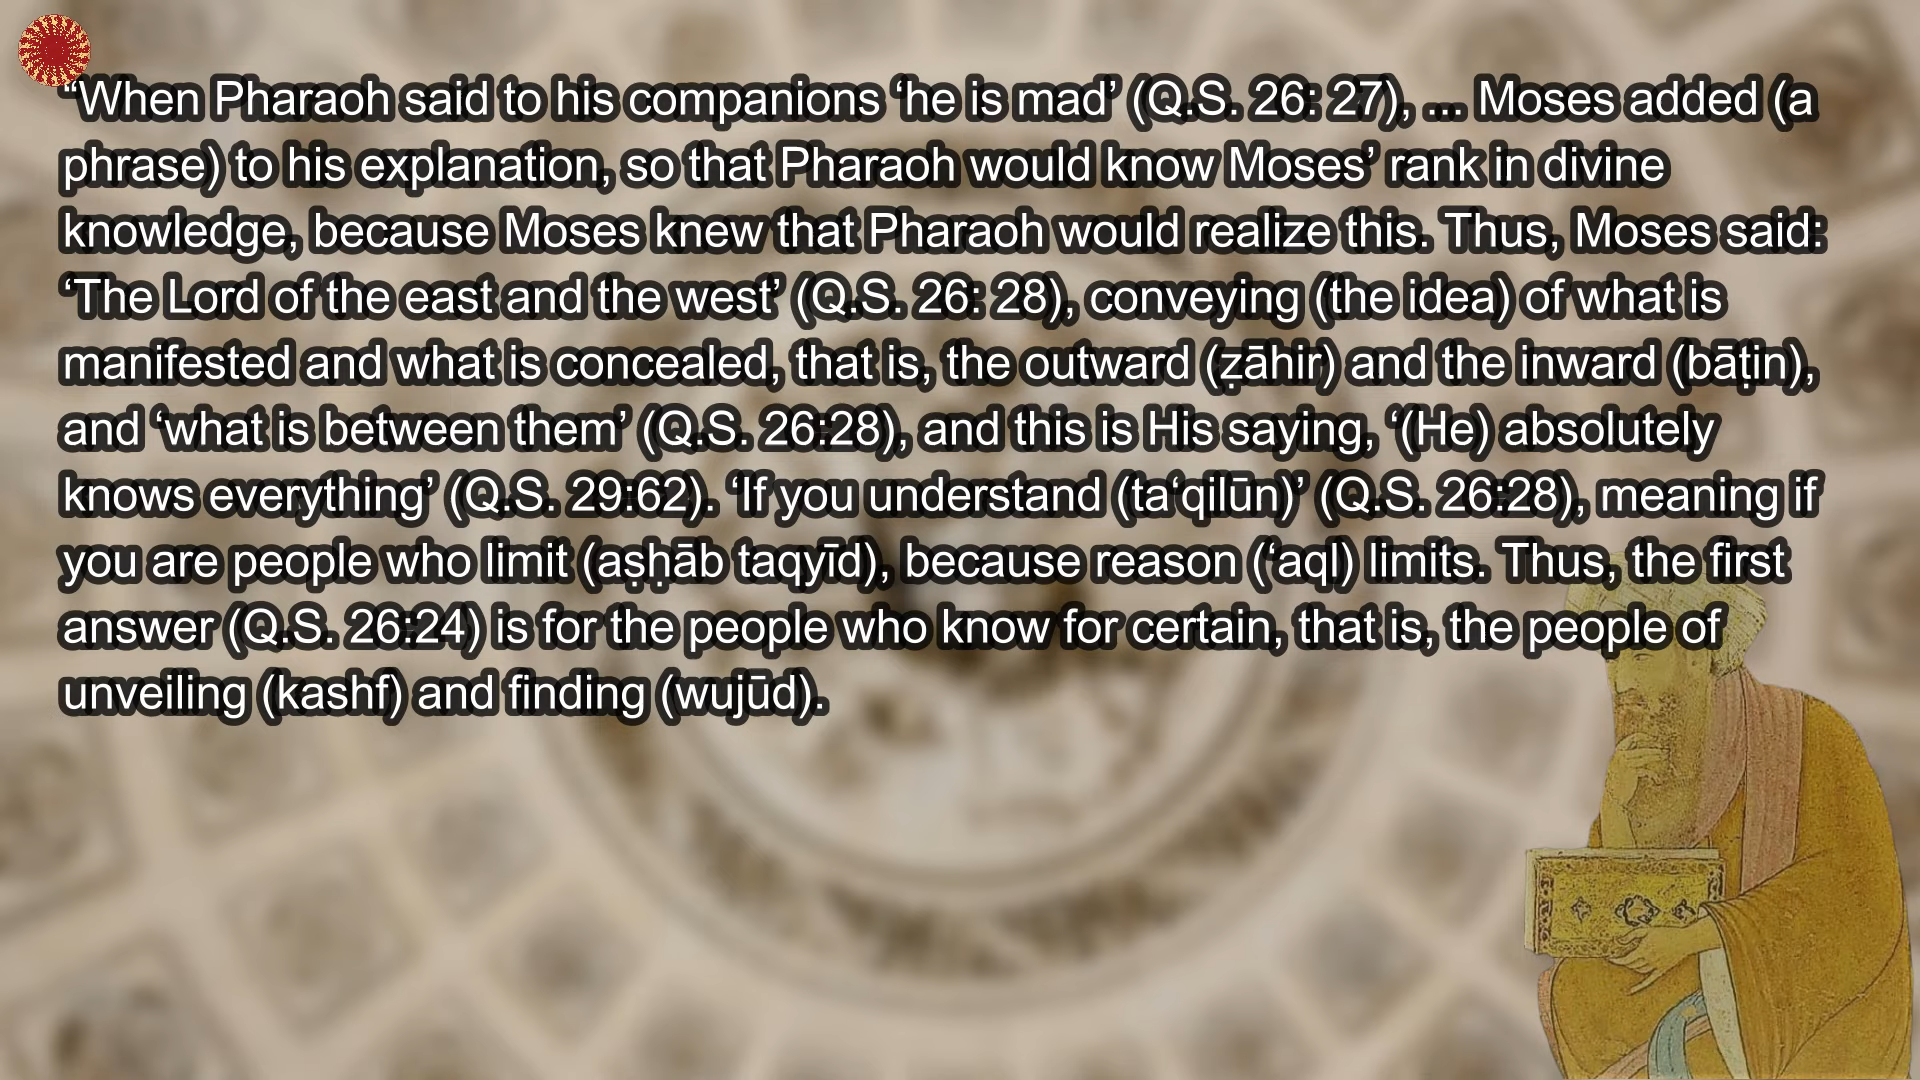 “When Pharaoh said to his companions ‘he is mad’ (Q.S. 26: 27), ... Moses added (a
phrase) to his explanation, so that Pharaoh would know Moses’ rank in divine
knowledge, because Moses knew that Pharaoh would realize this. Thus, Moses said:
‘The Lord of the east and the west’ (Q.S. 26: 28), conveying (the idea) of what is
manifested and what is concealed, that is, the outward (ẓāhir) and the inward (bāṭin),
and ‘what is between them’ (Q.S. 26:28), and this is His saying, ‘(He) absolutely
knows everything’ (Q.S. 29:62). ‘If you understand (ta‘qilūn)’ (Q.S. 26:28), meaning if
you are people who limit (aṣḥāb taqyīd), because reason (‘aql) limits. Thus, the first
answer (Q.S. 26:24) is for the people who know for certain, that is, the people of
unveiling (kashf) and finding (wujūd).